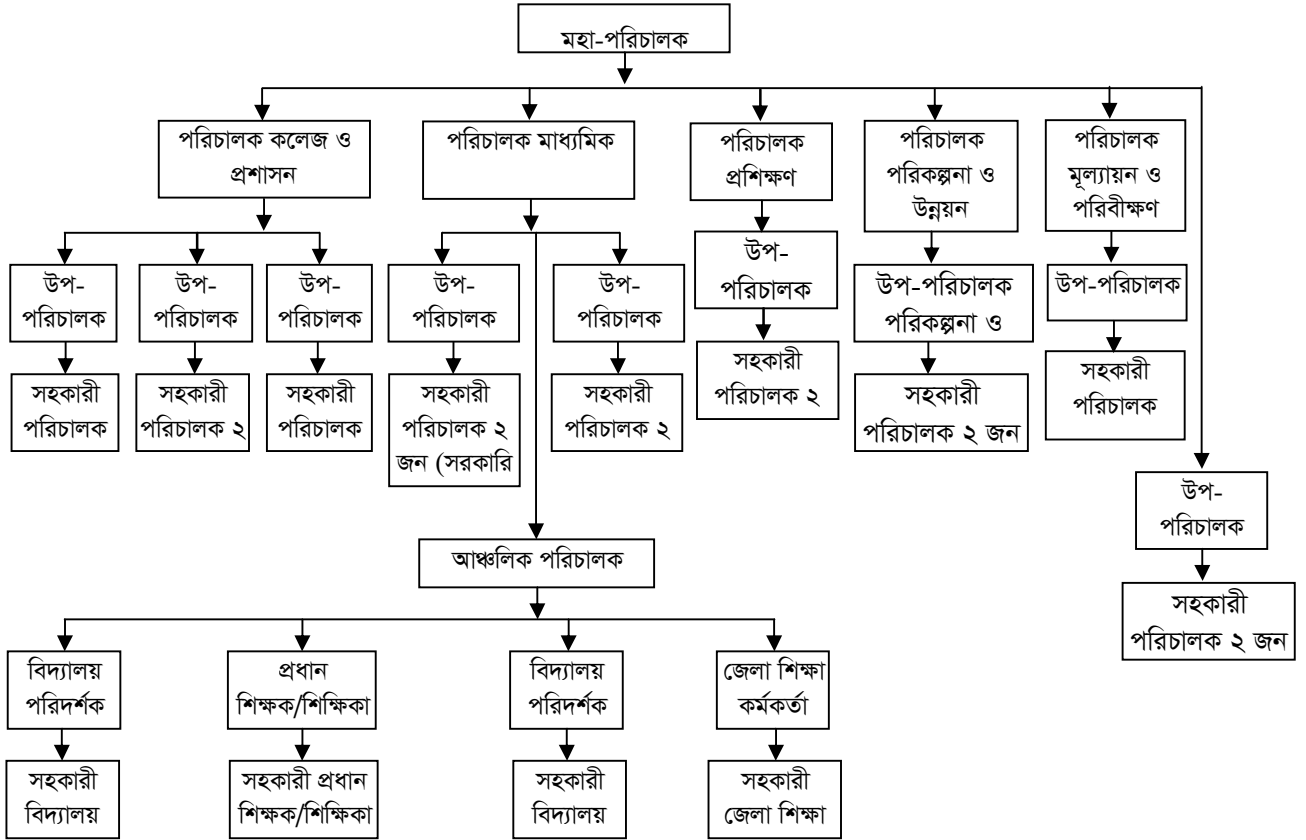 মহা-পরিচালক
পরিচালক কলেজ ও
প্রশাসন
পরিচালক মাধ্যমিক
পরিচালক
প্রশিক্ষণ
পরিচালক
পরিকল্পনা ও
উন্নয়ন
পরিচালক
মূল্যায়ন ও
পরিবীক্ষণ
উপ-
পরিচালক
উপ-
পরিচালক
উপ-
পরিচালক
উপ-
পরিচালক
উপ-
পরিচালক
উপ-
পরিচালক
উপ-পরিচালক
পরিকল্পনা ও
উপ-পরিচালক
সহকারী
পরিচালক
সহকারী
পরিচালক ২
সহকারী
পরিচালক
সহকারী
পরিচালক ২
জন (সরকারি
সহকারী
পরিচালক ২
সহকারী
পরিচালক ২
সহকারী
পরিচালক ২ জন
সহকারী
পরিচালক
উপ-
পরিচালক
সহকারী
পরিচালক ২ জন
আঞ্চলিক পরিচালক
বিদ্যালয়
পরিদর্শক
প্রধান
শিক্ষক/শিক্ষিকা
বিদ্যালয়
পরিদর্শক
জেলা শিক্ষা
কর্মকর্তা
সহকারী
বিদ্যালয়
সহকারী প্রধান
শিক্ষক/শিক্ষিকা
সহকারী
বিদ্যালয়
সহকারী
জেলা শিক্ষা